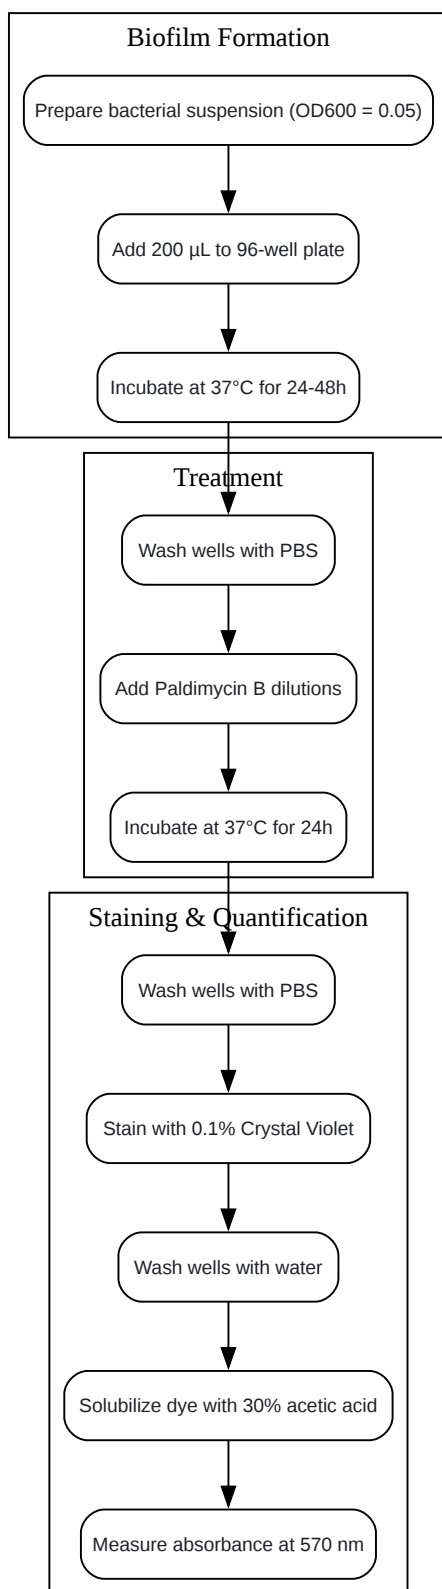 Biofilm Formation
Prepare bacterial suspension (OD600 = 0.05)
Add 200 µL to 96-well plate
Incubate at 37°C for 24-48h
Treatment
Wash wells with PBS
Add Paldimycin B dilutions
Incubate at 37°C for 24h
Staining & Quantification
Wash wells with PBS
Stain with 0.1% Crystal Violet
Wash wells with water
Solubilize dye with 30% acetic acid
Measure absorbance at 570 nm